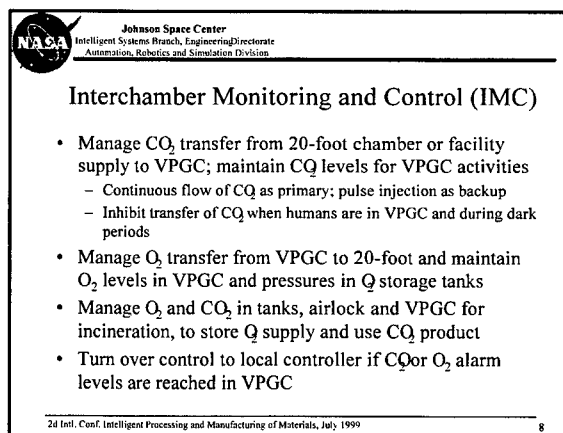 NASA
Johnson Space Center
Intelligent Systems Branch, EngineeringDirectorate
Automation, Robotics and Simulation Division
Interchamber Monitoring and Control (IMC)
• Manage CO₂ transfer from 20-foot chamber or facility
supply to VPGC; maintain CO₂ levels for VPGC activities
– Continuous flow of CO₂ as primary; pulse injection as backup
– Inhibit transfer of CO₂ when humans are in VPGC and during dark
periods
• Manage O₂ transfer from VPGC to 20-foot and maintain
O₂ levels in VPGC and pressures in O₂ storage tanks
• Manage O₂ and CO₂ in tanks, airlock and VPGC for
incineration, to store O₂ supply and use CO₂ product
• Turn over control to local controller if CO₂or O₂ alarm
levels are reached in VPGC
2d Intl. Conf. Intelligent Processing and Manufacturing of Materials, July 1999
8